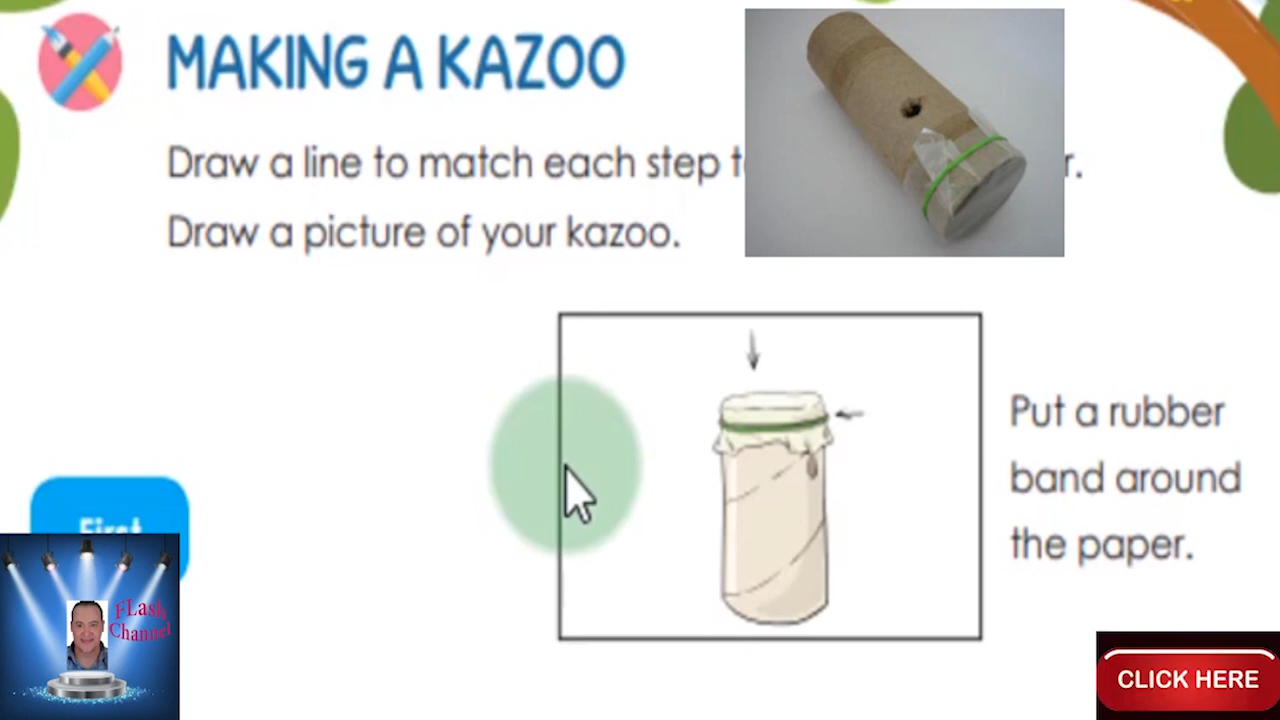 MAKING A KAZOO
Draw a line to match each step t
r.
Draw a picture of your kazoo.
Put a rubber
band around
the paper.
First
FLash
Channel
CLICK HERE